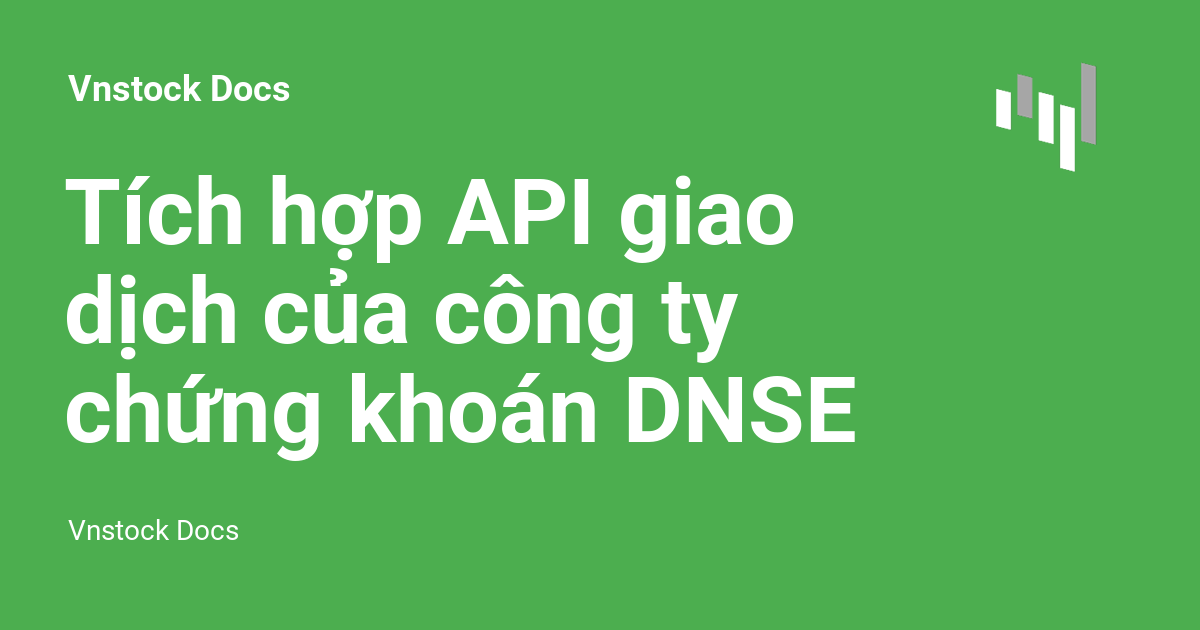 Vnstock Docs
Tích hợp API giao
dịch của công ty
chứng khoán DNSE
Vnstock Docs